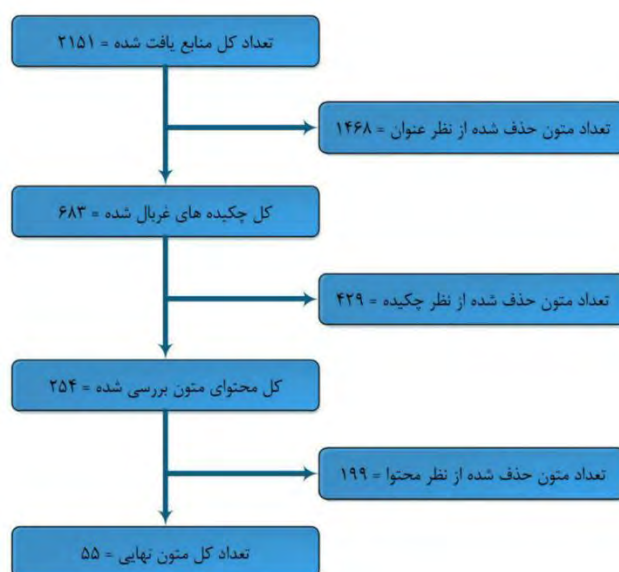 تعداد کل منابع یافت شده = ۲۱۵۱
تعداد متون حذف شده از نظر عنوان = ۱۴۶۸
کل چکیده های غربال شده = ۶۸۳
تعداد متون حذف شده از نظر چکیده = ۴۲۹
کل محتوای متون بررسی شده = ۲۵۴
تعداد متون حذف شده از نظر محتوا = ۱۹۹
تعداد کل متون نهایی = ۵۵